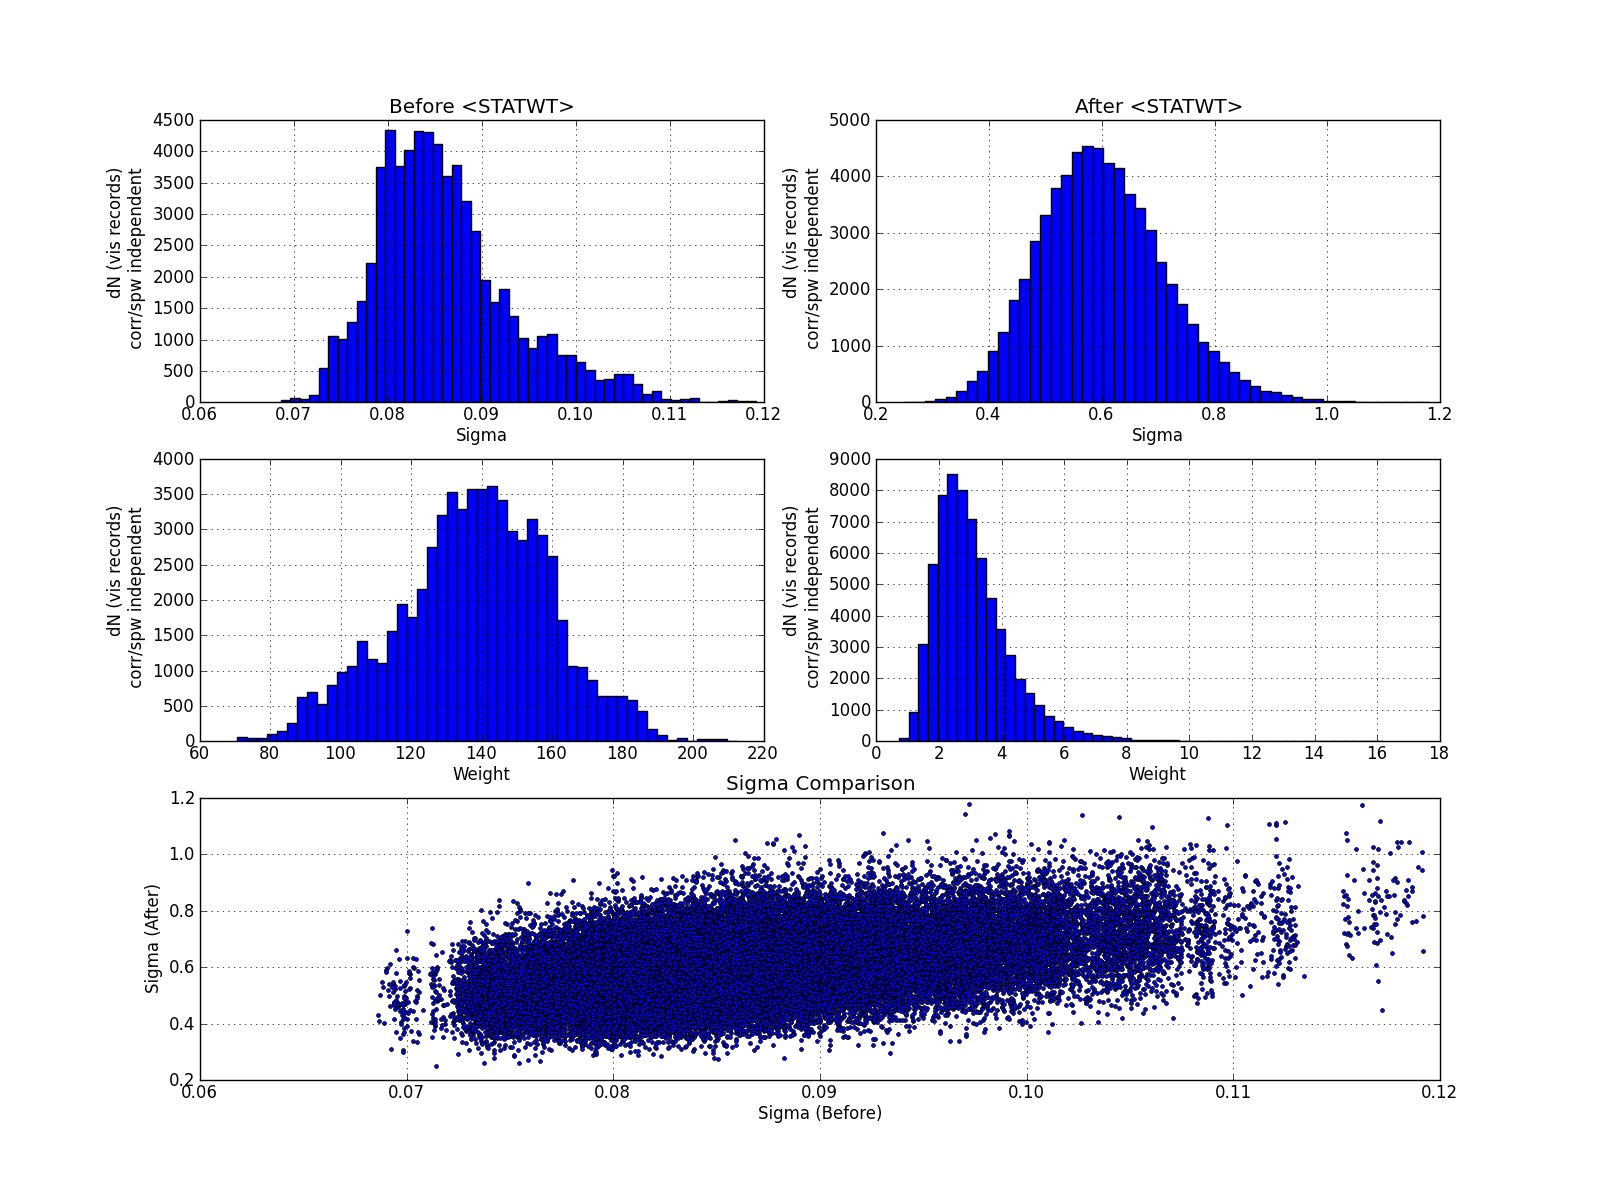 Before <STATWT>
4500
4000
3500
3000
2500
2000
1500
1000
500
0
dN (vis records)
corr/spw independent
0.06 0.07 0.08 0.09 0.10 0.11 0.12
Sigma
After <STATWT>
5000
4000
3000
2000
1000
0
dN (vis records)
corr/spw independent
0.2 0.4 0.6 0.8 1.0 1.2
Sigma
4000
3500
3000
2500
2000
1500
1000
500
0
dN (vis records)
corr/spw independent
60 80 100 120 140 160 180 200 220
Weight
9000
8000
7000
6000
5000
4000
3000
2000
1000
0
dN (vis records)
corr/spw independent
0 2 4 6 8 10 12 14 16 18
Weight
Sigma Comparison
1.2
1.0
0.8
0.6
0.4
0.2
Sigma (After)
0.06 0.07 0.08 0.09 0.10 0.11 0.12
Sigma (Before)